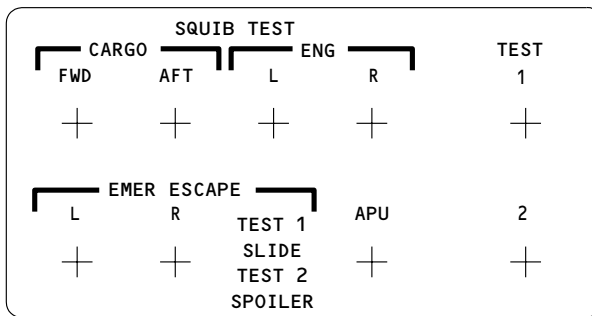 SQUIB TEST
CARGO ENG TEST
FWD AFT L R 1
EMER ESCAPE
L R APU 2
TEST 1
SLIDE
TEST 2
SPOILER